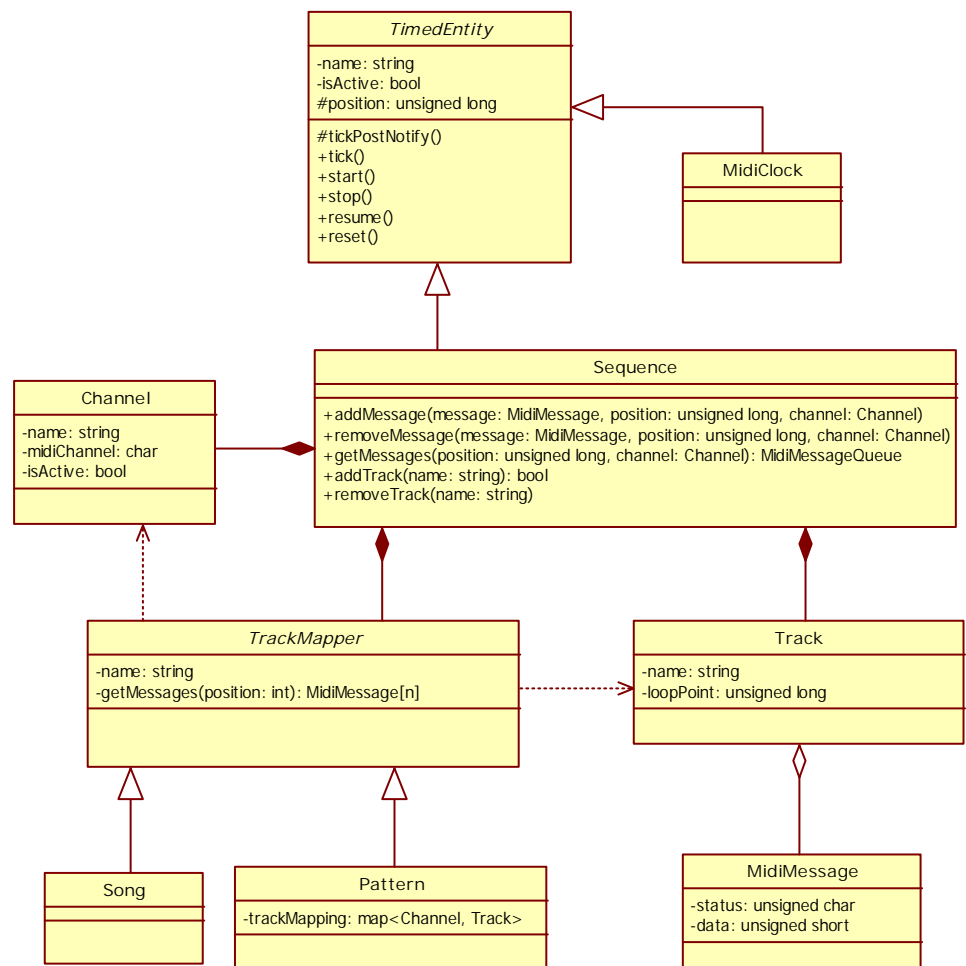 TimedEntity
-name: string
-isActive: bool
#position: unsigned long
#tickPostNotify()
+tick()
+start()
+stop()
+resume()
+reset()
MidiClock
Sequence
+addMessage(message: MidiMessage, position: unsigned long, channel: Channel)
+removeMessage(message: MidiMessage, position: unsigned long, channel: Channel)
+getMessages(position: unsigned long, channel: Channel): MidiMessageQueue
+addTrack(name: string): bool
+removeTrack(name: string)
Channel
-name: string
-midiChannel: char
-isActive: bool
TrackMapper
-name: string
-getMessages(position: int): MidiMessage[n]
Track
-name: string
-loopPoint: unsigned long
Song
Pattern
-trackMapping: map<Channel, Track>
MidiMessage
-status: unsigned char
-data: unsigned short